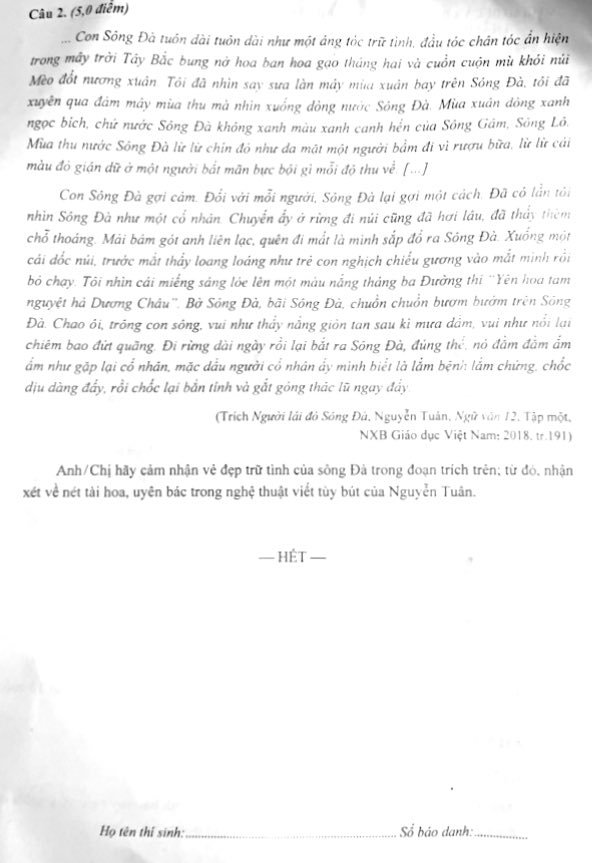 Câu 2. (5,0 điểm)
... Con Sông Đà tuôn dài tuôn dài như một áng tóc trữ tình, đầu tóc chân tóc ẩn hiện
trong mây trời Tây Bắc bung nở hoa ban hoa gạo tháng hai và cuồn cuộn mù khói núi
Mèo đốt nương xuân. Tôi đã nhìn say sưa làn mây mùa xuân bay trên Sông Đà, tôi đã
xuyên qua đám mây mùa thu mà nhìn xuống dòng nước Sông Đà. Mùa xuân dòng xanh
ngọc bích, chứ nước Sông Đà không xanh màu xanh canh hến của Sông Gâm, Sông Lô.
Mùa thu nước Sông Đà lừ lừ chín đỏ như da mặt một người bầm đi vì rượu bữa, lừ lừ cái
màu đỏ giận dữ ở một người bất mãn bực bội gì mỗi độ thu về. [...]
Con Sông Đà gợi cảm. Đối với mỗi người, Sông Đà lại gợi một cách. Đã có lần tôi
nhìn Sông Đà như một cố nhân. Chuyến ấy ở rừng đi núi cũng đã hơi lâu, đã thấy thèm
chỗ thoáng. Mải bám gót anh liên lạc, quên đi mất là mình sắp đổ ra Sông Đà. Xuống một
cái dốc núi, trước mắt thấy loang loáng như trẻ con nghịch chiếu gương vào mắt mình rồi
bỏ chạy. Tôi nhìn cái miếng sáng lóe lên một màu nắng tháng ba Đường thi "Yên hoa tam
nguyệt há Dương Châu". Bờ Sông Đà, bãi Sông Đà, chuồn chuồn bươm bướm trên Sông
Đà. Chao ôi, trông con sông, vui như thấy nắng giòn tan sau kì mưa dầm, vui như nối lại
chiêm bao đứt quãng. Đi rừng dài ngày rồi lại bắt ra Sông Đà, đúng thế, nó đằm đằm ấm
ấm như gặp lại cố nhân, mặc dầu người cố nhân ấy mình biết là lắm bệnh lắm chứng, chốc
dịu dàng đấy, rồi chốc lại bẳn tính và gắt gỏng thác lũ ngay đấy.
(Trích Người lái đò Sông Đà, Nguyễn Tuân, Ngữ văn 12, Tập một,
NXB Giáo dục Việt Nam; 2018, tr.191)
Anh/Chị hãy cảm nhận vẻ đẹp trữ tình của sông Đà trong đoạn trích trên; từ đó, nhận
xét về nét tài hoa, uyên bác trong nghệ thuật viết tùy bút của Nguyễn Tuân.
— HẾT —
Họ tên thí sinh: Số báo danh: